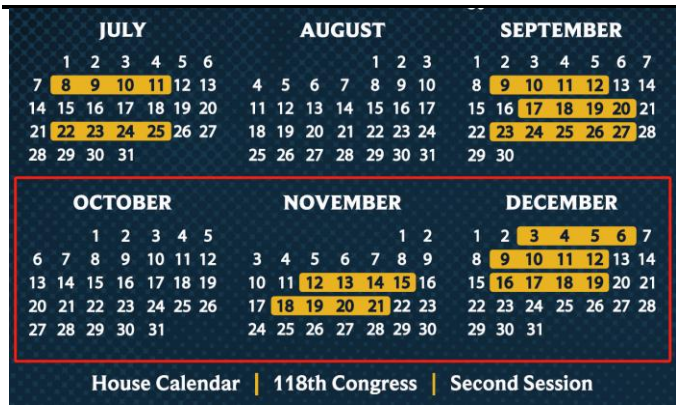 JULY
1 2 3 4 5 6
7 8 9 10 11 12 13
14 15 16 17 18 19 20
21 22 23 24 25 26 27
28 29 30 31
AUGUST
1 2 3
4 5 6 7 8 9 10
11 12 13 14 15 16 17
18 19 20 21 22 23 24
25 26 27 28 29 30 31
SEPTEMBER
1 2 3 4 5 6 7
8 9 10 11 12 13 14
15 16 17 18 19 20 21
22 23 24 25 26 27 28
29 30
OCTOBER
1 2 3 4 5
6 7 8 9 10 11 12
13 14 15 16 17 18 19
20 21 22 23 24 25 26
27 28 29 30 31
NOVEMBER
1 2
3 4 5 6 7 8 9
10 11 12 13 14 15 16
17 18 19 20 21 22 23
24 25 26 27 28 29 30
DECEMBER
1 2 3 4 5 6 7
8 9 10 11 12 13 14
15 16 17 18 19 20 21
22 23 24 25 26 27 28
29 30 31
House Calendar | 118th Congress | Second Session